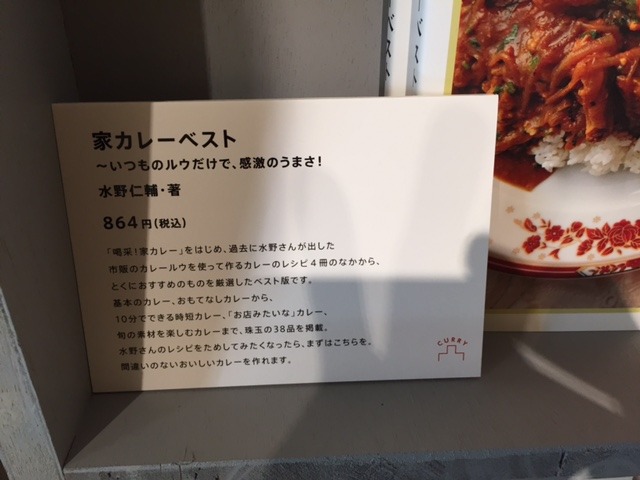 家カレーベスト
〜いつものルウだけで、感激のうまさ！
水野仁輔・著
864円(税込)
「喝采！家カレー」をはじめ、過去に水野さんが出した
市販のカレールウを使って作るカレーのレシピ4冊のなかから、
とくにおすすめのものを厳選したベスト版です。
基本のカレー、おもてなしカレーから、
10分でできる時短カレー、「お店みたいな」カレー、
旬の素材を楽しむカレーまで、珠玉の38品を掲載。
水野さんのレシピをためしてみたくなったら、まずはこちらを。
間違いのないおいしいカレーを作れます。
CURRY